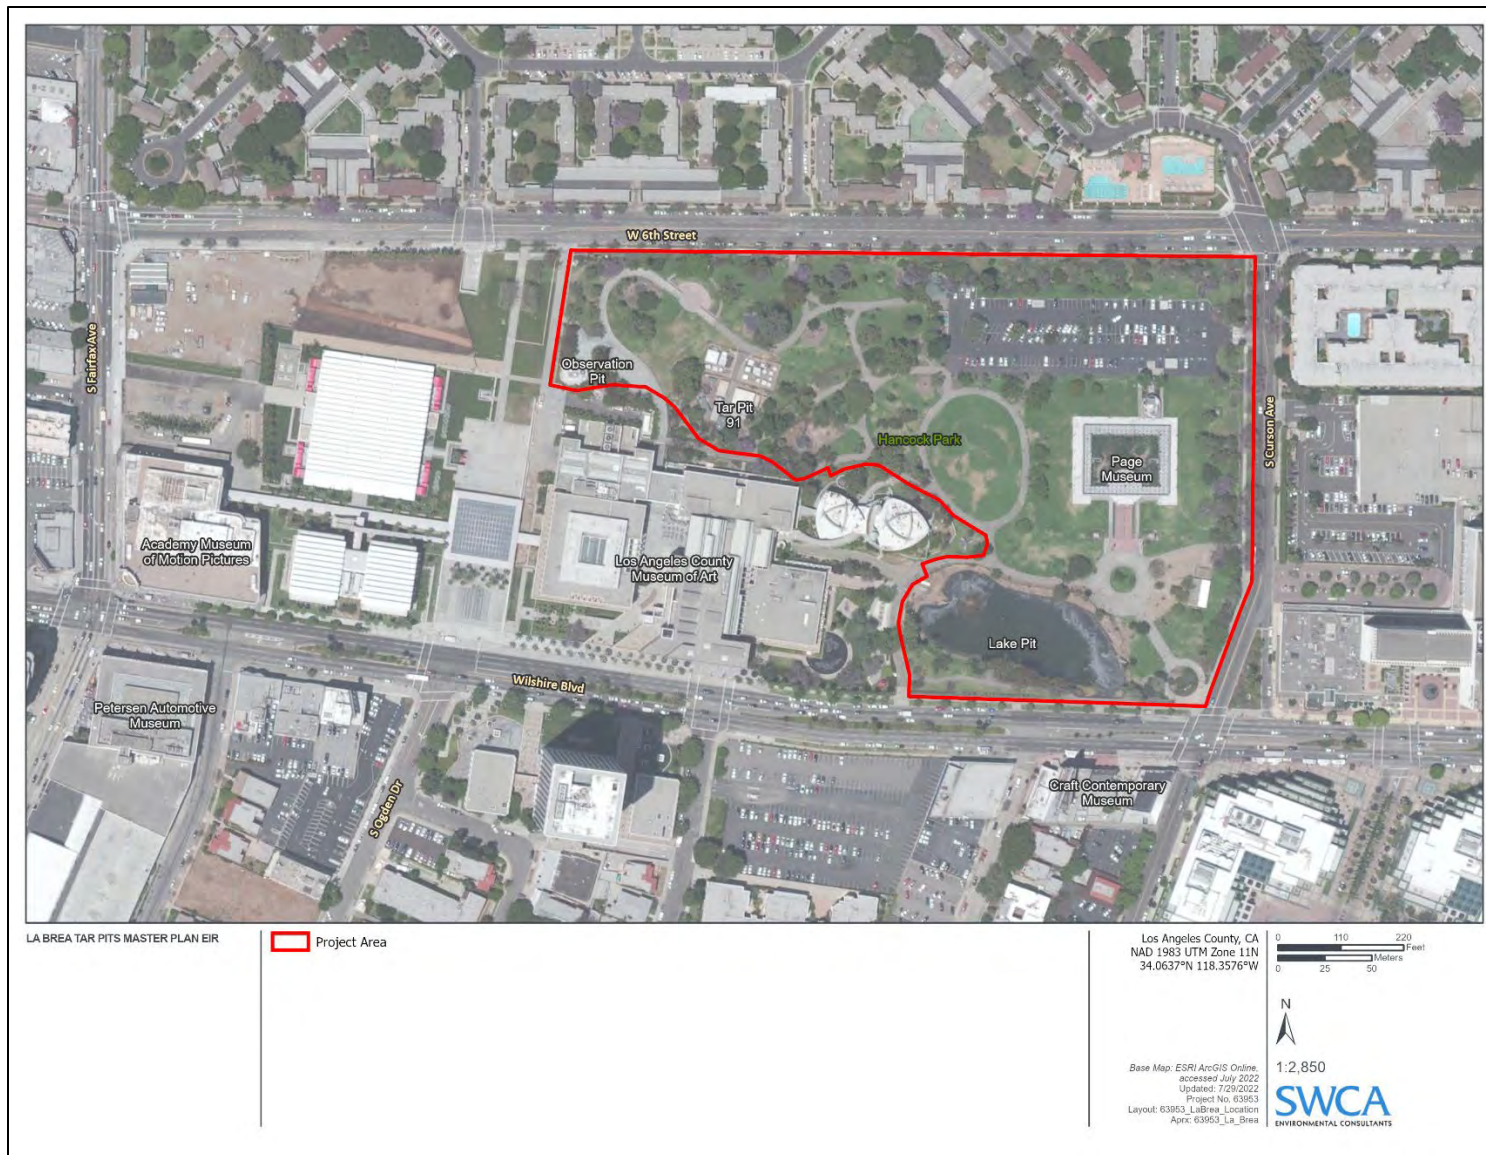 W 6th Street
S Fairfax Ave
Observation
Pit
Tar Pit
91
Hancock Park
Page
Museum
S Curson Ave
Academy Museum
of Motion Pictures
Los Angeles County
Museum of Art
Lake Pit
Wilshire Blvd
Petersen Automotive
Museum
S Ogden Dr
Craft Contemporary
Museum
LA BREA TAR PITS MASTER PLAN EIR
Project Area
Los Angeles County, CA
NAD 1983 UTM Zone 11N
34.0637°N 118.3576°W
Base Map: ESRI ArcGIS Online,
accessed July 2022
Updated: 7/29/2022
Project No. 63953
Layout: 63953_LaBrea_Location
Aprx: 63953_La_Brea
0 110 220
Feet
Meters
0 25 50
N
1:2,850
SWCA
ENVIRONMENTAL CONSULTANTS